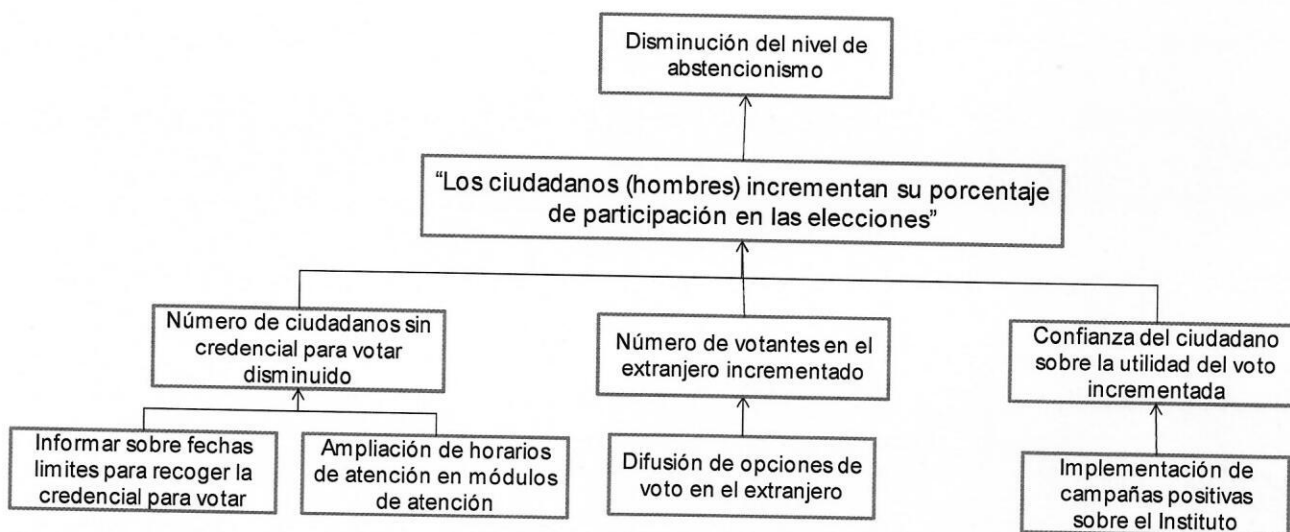 Disminución del nivel de
abstencionismo
“Los ciudadanos (hombres) incrementan su porcentaje
de participación en las elecciones”
Número de ciudadanos sin
credencial para votar
disminuido
Número de votantes en el
extranjero incrementado
Confianza del ciudadano
sobre la utilidad del voto
incrementada
Informar sobre fechas
limites para recoger la
credencial para votar
Ampliación de horarios
de atención en módulos
de atención
Difusión de opciones de
voto en el extranjero
Implementación de
campañas positivas
sobre el Instituto